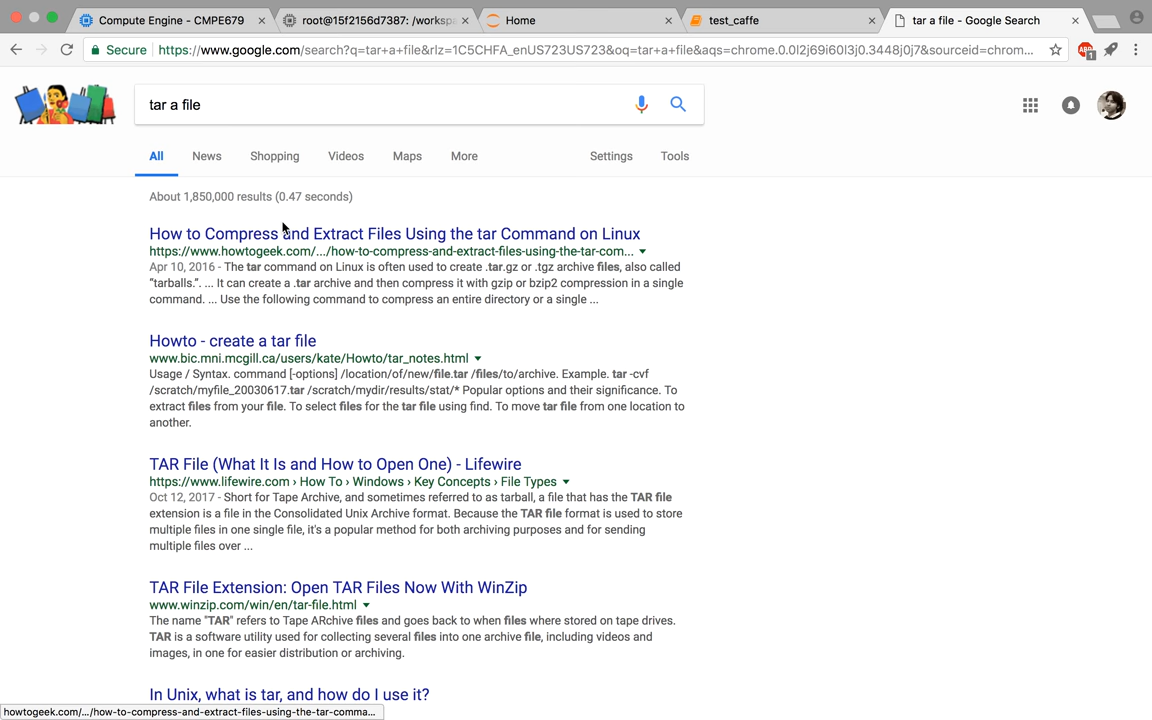 Compute Engine - CMPE679
root@15f2156d7387: /workspa
Home
test_caffe
tar a file - Google Search
Secure
https://www.google.com/search?q=tar+a+file&rlz=1C5CHFA_enUS723US723&oq=tar+a+file&aqs=chrome.0.0l2j69i60l3j0.3448j0j7&sourceid=chrom...
ABP
1
tar a file
All
News
Shopping
Videos
Maps
More
Settings
Tools
About 1,850,000 results (0.47 seconds)
How to Compress and Extract Files Using the tar Command on Linux
https://www.howtogeek.com/.../how-to-compress-and-extract-files-using-the-tar-com...
Apr 10, 2016 - The tar command on Linux is often used to create .tar.gz or .tgz archive files, also called
"tarballs.". ... It can create a .tar archive and then compress it with gzip or bzip2 compression in a single
command. ... Use the following command to compress an entire directory or a single ...
Howto - create a tar file
www.bic.mni.mcgill.ca/users/kate/Howto/tar_notes.html
Usage / Syntax. command [-options] /location/of/new/file.tar /files/to/archive. Example. tar -cvf
/scratch/myfile_20030617.tar /scratch/mydir/results/stat/* Popular options and their significance. To
extract files from your file. To select files for the tar file using find. To move tar file from one location to
another.
TAR File (What It Is and How to Open One) - Lifewire
https://www.lifewire.com › How To › Windows › Key Concepts › File Types
Oct 12, 2017 - Short for Tape Archive, and sometimes referred to as tarball, a file that has the TAR file
extension is a file in the Consolidated Unix Archive format. Because the TAR file format is used to store
multiple files in one single file, it's a popular method for both archiving purposes and for sending
multiple files over ...
TAR File Extension: Open TAR Files Now With WinZip
www.winzip.com/win/en/tar-file.html
The name "TAR" refers to Tape ARchive files and goes back to when files where stored on tape drives.
TAR is a software utility used for collecting several files into one archive file, including videos and
images, in one for easier distribution or archiving.
In Unix, what is tar, and how do I use it?
howtogeek.com/.../how-to-compress-and-extract-files-using-the-tar-comma...